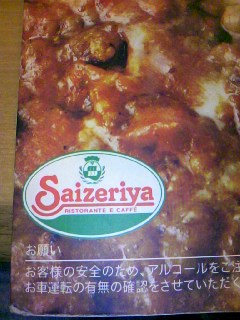 Saizeriya
RISTORANTE E CAFFÈ
お願い
お客様の安全のため、アルコールをご注
お車運転の有無の確認をさせていただく